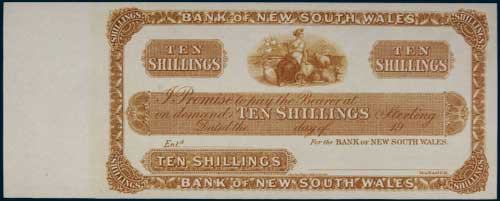 BANK OF NEW SOUTH WALES
TEN SHILLINGS
TEN SHILLINGS
I Promise to pay the Bearer at
on demand TEN SHILLINGS Sterling
Dated the day of 19
Entd.
For the BANK OF NEW SOUTH WALES.
TEN SHILLINGS
MANAGER.
BANK OF NEW SOUTH WALES